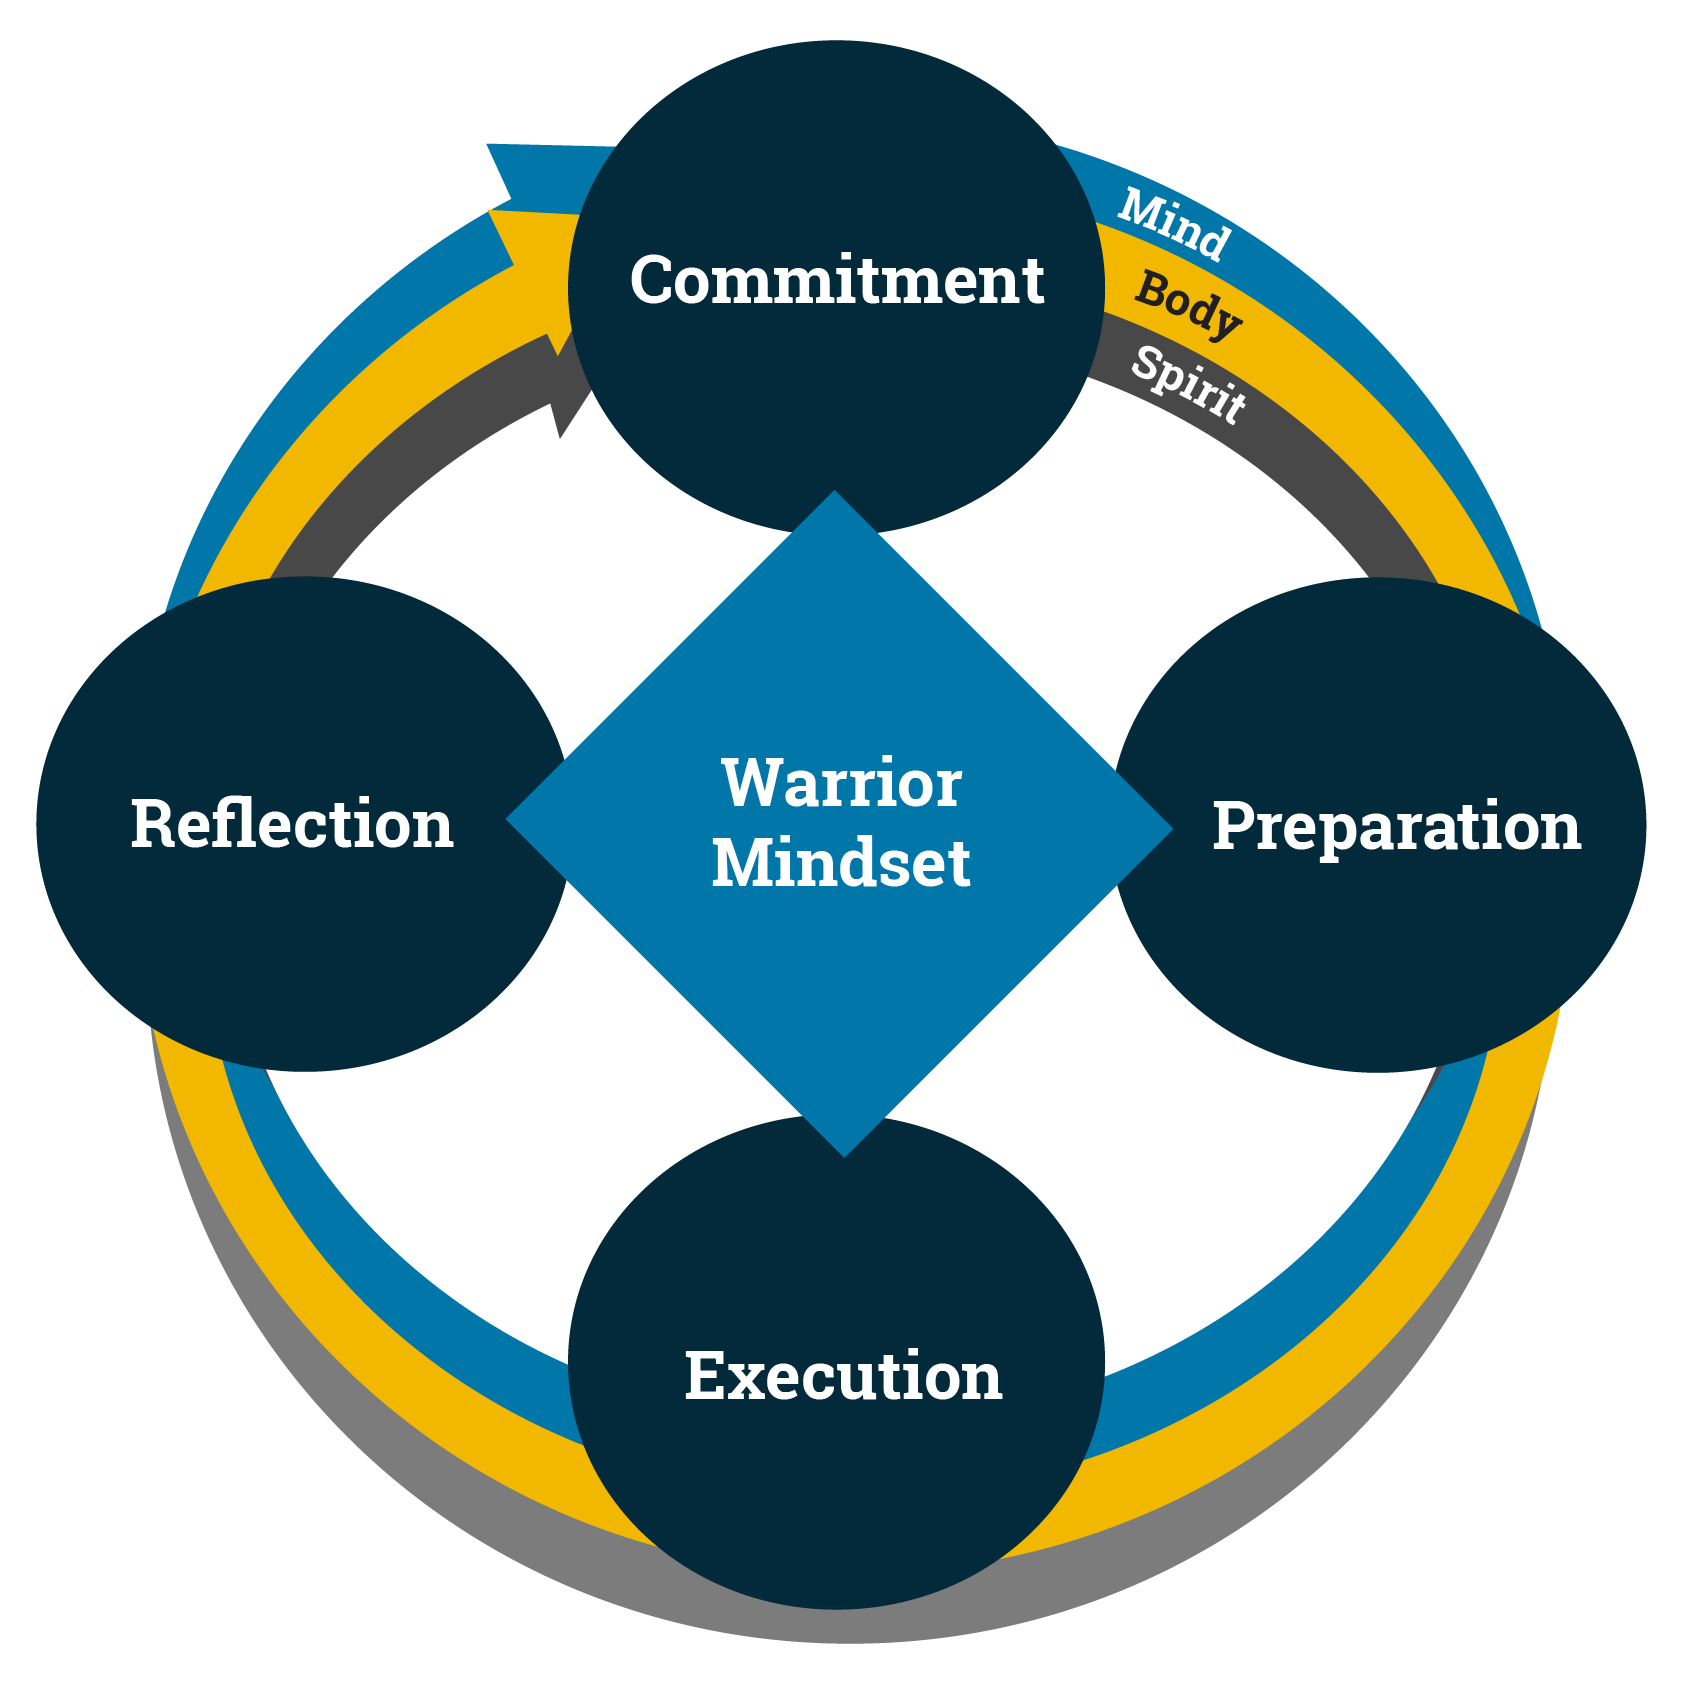 Commitment
Mind
Body
Spirit
Reflection
Warrior
Mindset
Preparation
Execution